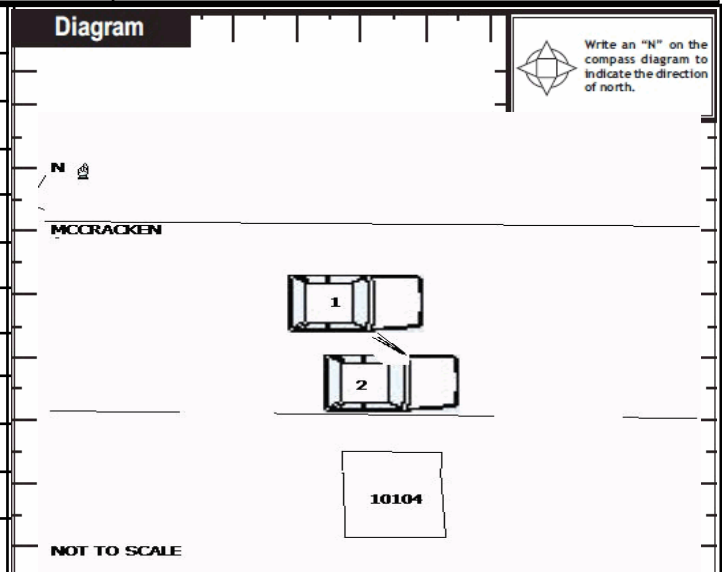 Diagram
Write an “N” on the
compass diagram to
indicate the direction
of north.
N
MCCRACKEN
1
2
10104
NOT TO SCALE